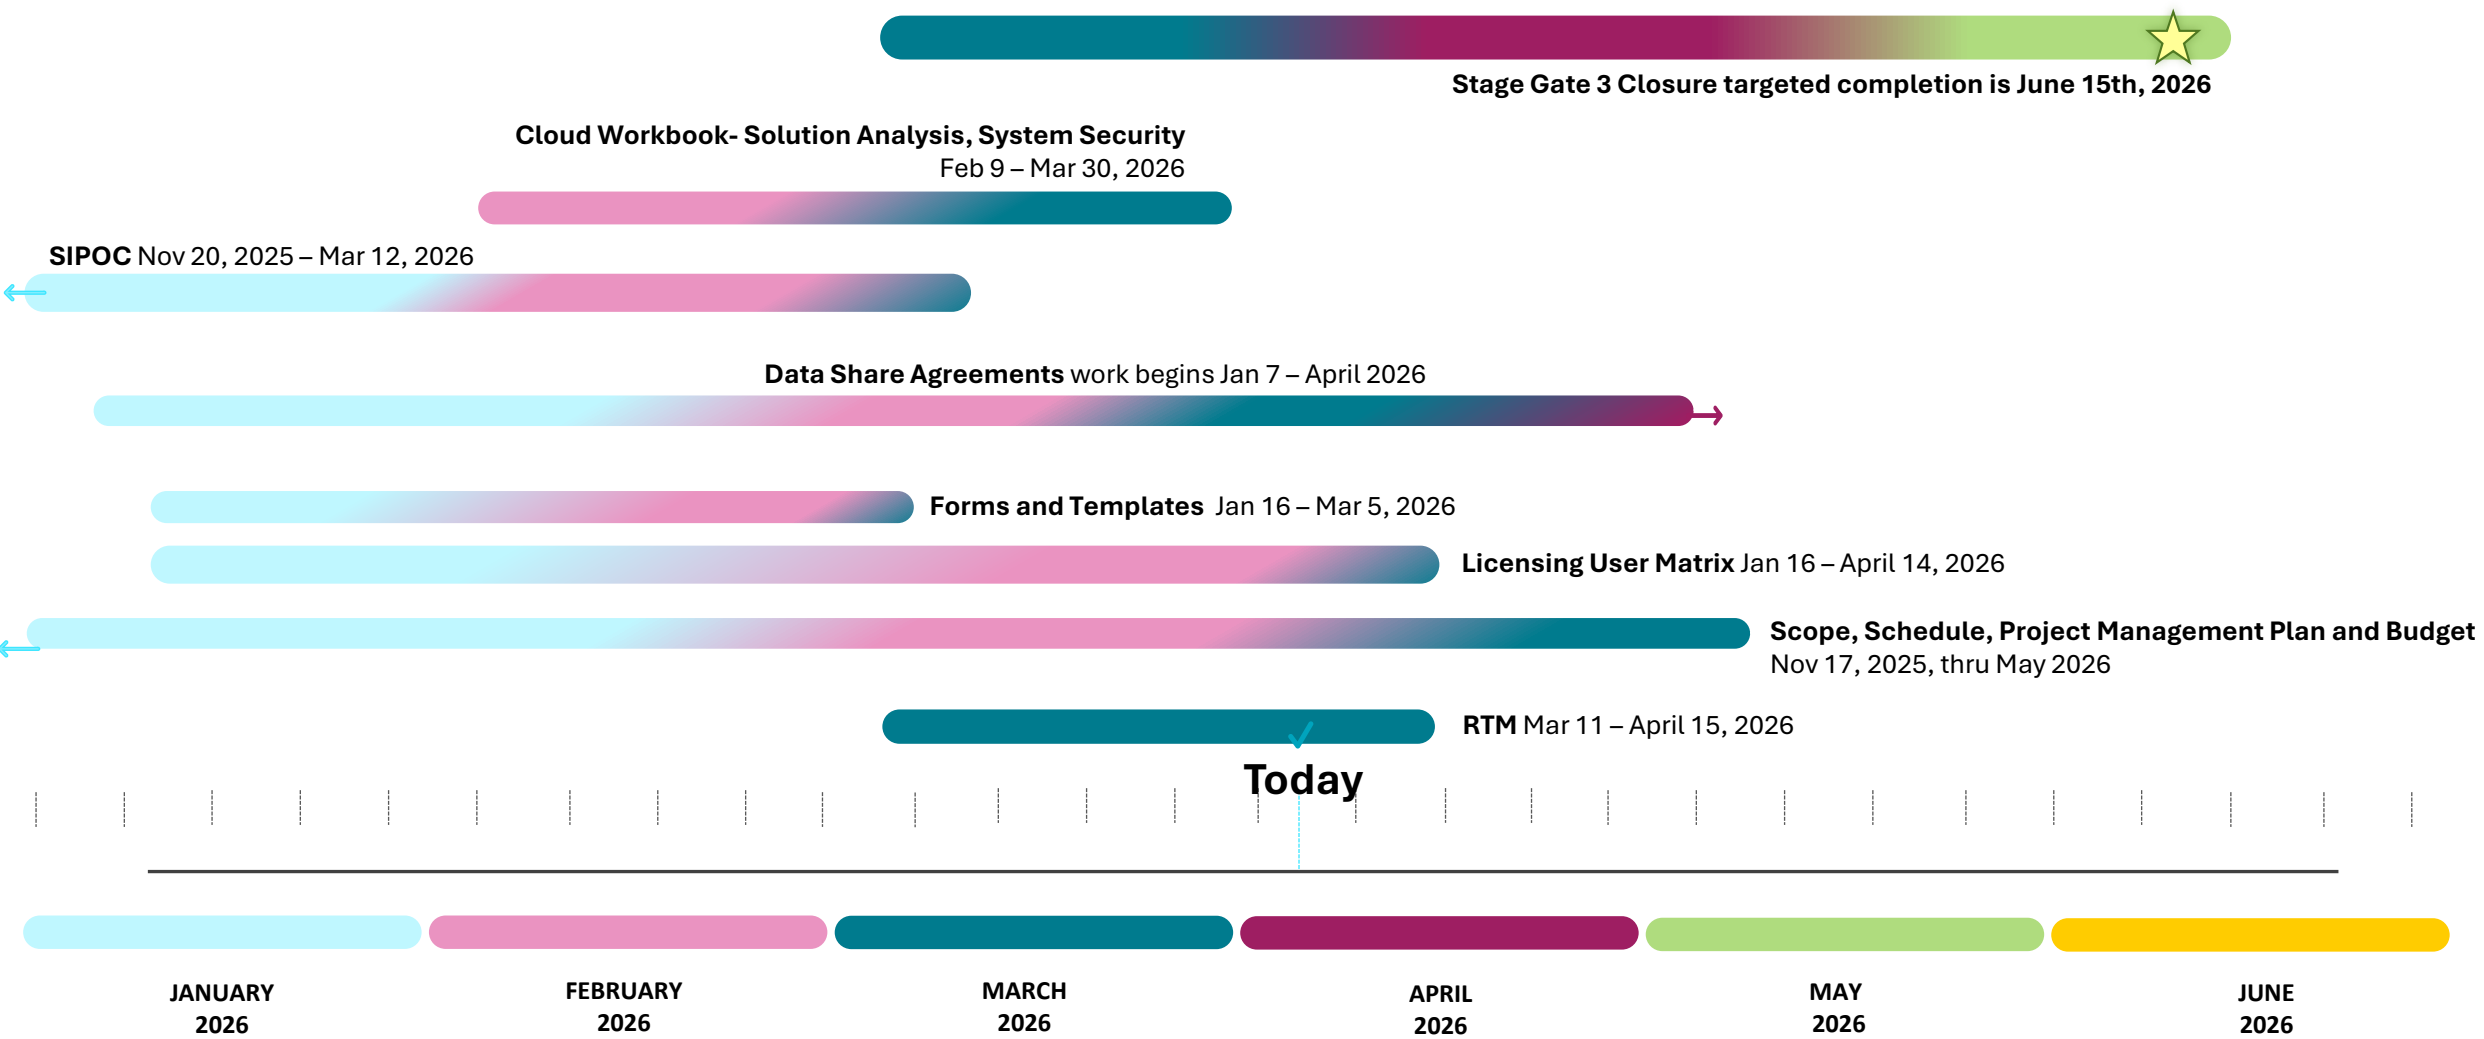 Stage Gate 3 Closure targeted completion is June 15th, 2026
Cloud Workbook- Solution Analysis, System Security
Feb 9 – Mar 30, 2026
SIPOC Nov 20, 2025 – Mar 12, 2026
Data Share Agreements work begins Jan 7 – April 2026
Forms and Templates  Jan 16 – Mar 5, 2026
Licensing User Matrix Jan 16 – April 14, 2026
Scope, Schedule, Project Management Plan and Budget
Nov 17, 2025, thru May 2026
RTM Mar 11 – April 15, 2026
Today
JANUARY
2026
FEBRUARY
2026
MARCH
2026
APRIL
2026
MAY
2026
JUNE
2026